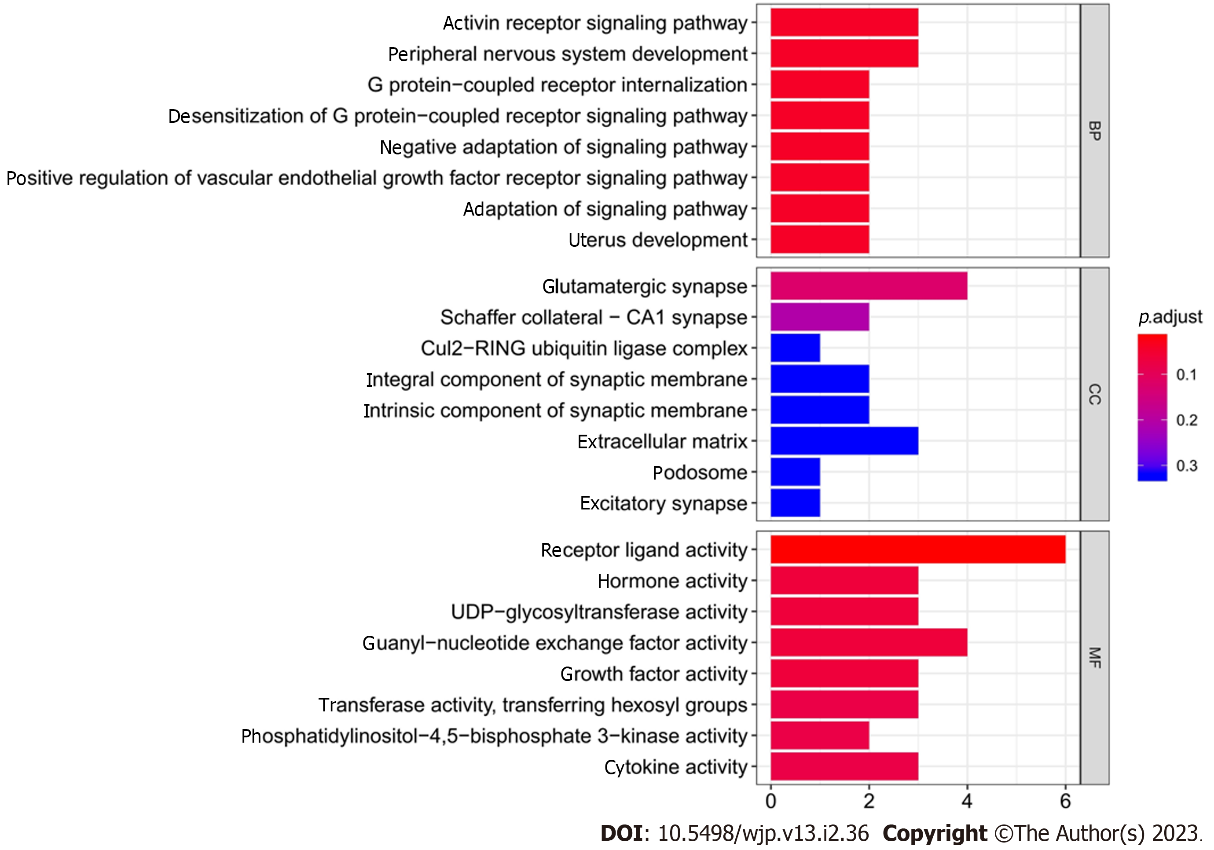 Activin receptor signaling pathway
Peripheral nervous system development
G protein−coupled receptor internalization
Desensitization of G protein−coupled receptor signaling pathway
Negative adaptation of signaling pathway
Positive regulation of vascular endothelial growth factor receptor signaling pathway
Adaptation of signaling pathway
Uterus development
BP
Glutamatergic synapse
Schaffer collateral − CA1 synapse
Cul2−RING ubiquitin ligase complex
Integral component of synaptic membrane
Intrinsic component of synaptic membrane
Extracellular matrix
Podosome
Excitatory synapse
CC
Receptor ligand activity
Hormone activity
UDP−glycosyltransferase activity
Guanyl−nucleotide exchange factor activity
Growth factor activity
Transferase activity, transferring hexosyl groups
Phosphatidylinositol−4,5−bisphosphate 3−kinase activity
Cytokine activity
MF
0 2 4 6
p.adjust
0.1
0.2
0.3
DOI: 10.5498/wjp.v13.i2.36 Copyright ©The Author(s) 2023.